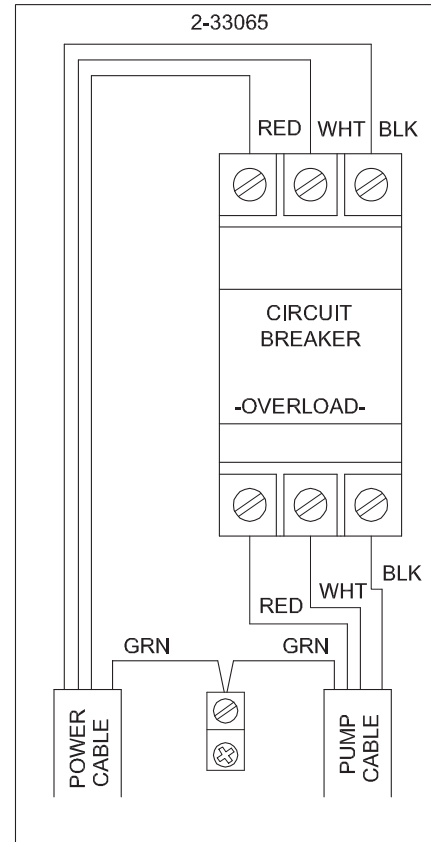 2-33065
RED WHT BLK
CIRCUIT
BREAKER
-OVERLOAD-
BLK
WHT
RED
GRN GRN
POWER
CABLE
PUMP
CABLE